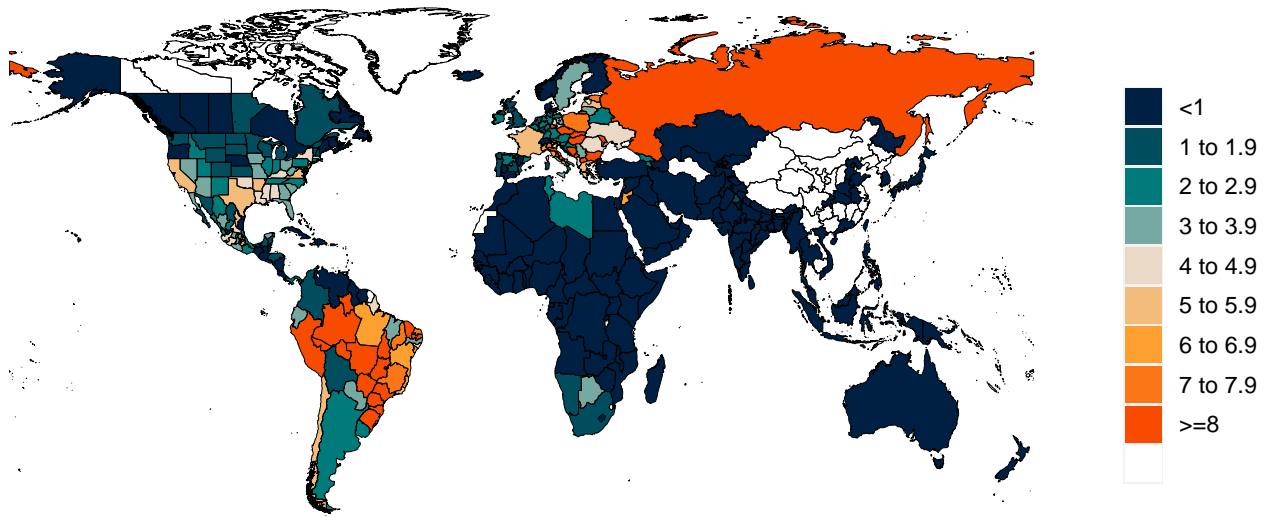 <1
1 to 1.9
2 to 2.9
3 to 3.9
4 to 4.9
5 to 5.9
6 to 6.9
7 to 7.9
>=8